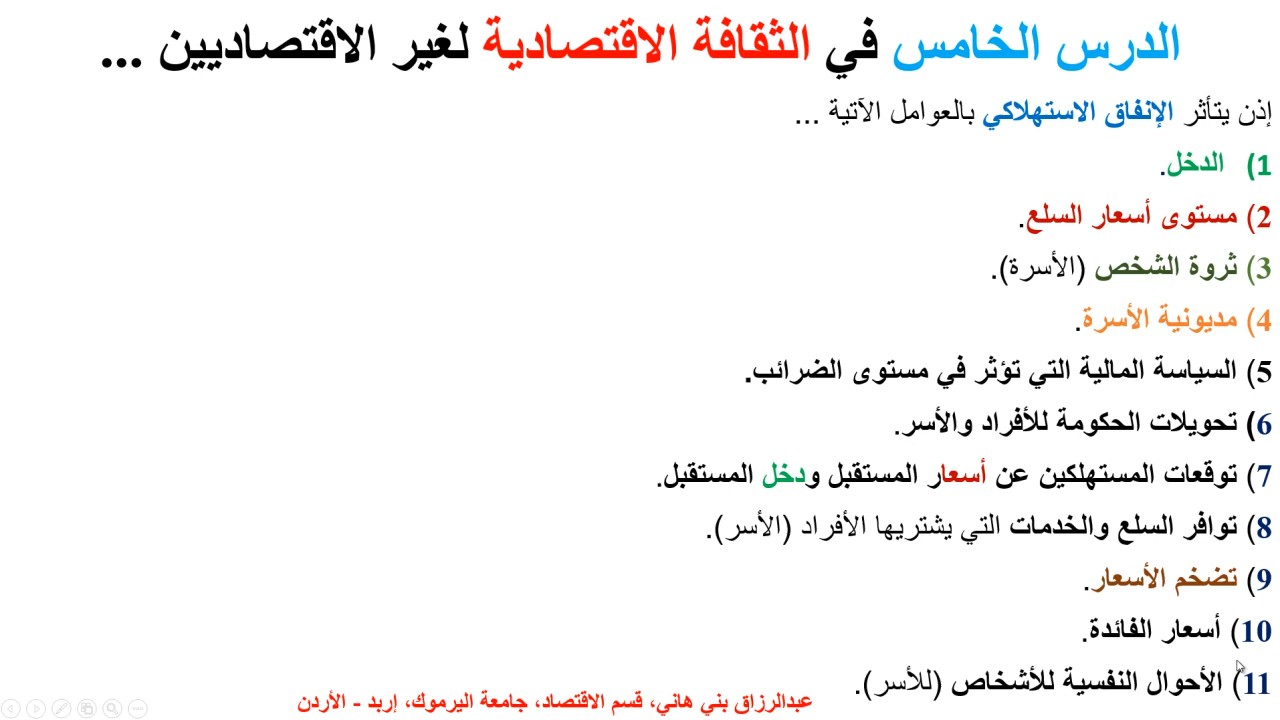 الدرس الخامس في الثقافة الاقتصادية لغير الاقتصاديين ...
إذن يتأثر الإنفاق الاستهلاكي بالعوامل الآتية ...
1) الدخل.
2) مستوى أسعار السلع.
3) ثروة الشخص (الأسرة).
4) مديونية الأسرة.
5) السياسة المالية التي تؤثر في مستوى الضرائب.
6) تحويلات الحكومة للأفراد والأسر.
7) توقعات المستهلكين عن أسعار المستقبل ودخل المستقبل.
8) توافر السلع والخدمات التي يشتريها الأفراد (الأسر).
9) تضخم الأسعار.
10) أسعار الفائدة.
11) الأحوال النفسية للأشخاص (للأسر).
عبدالرزاق بني هاني، قسم الاقتصاد، جامعة اليرموك، إربد - الأردن